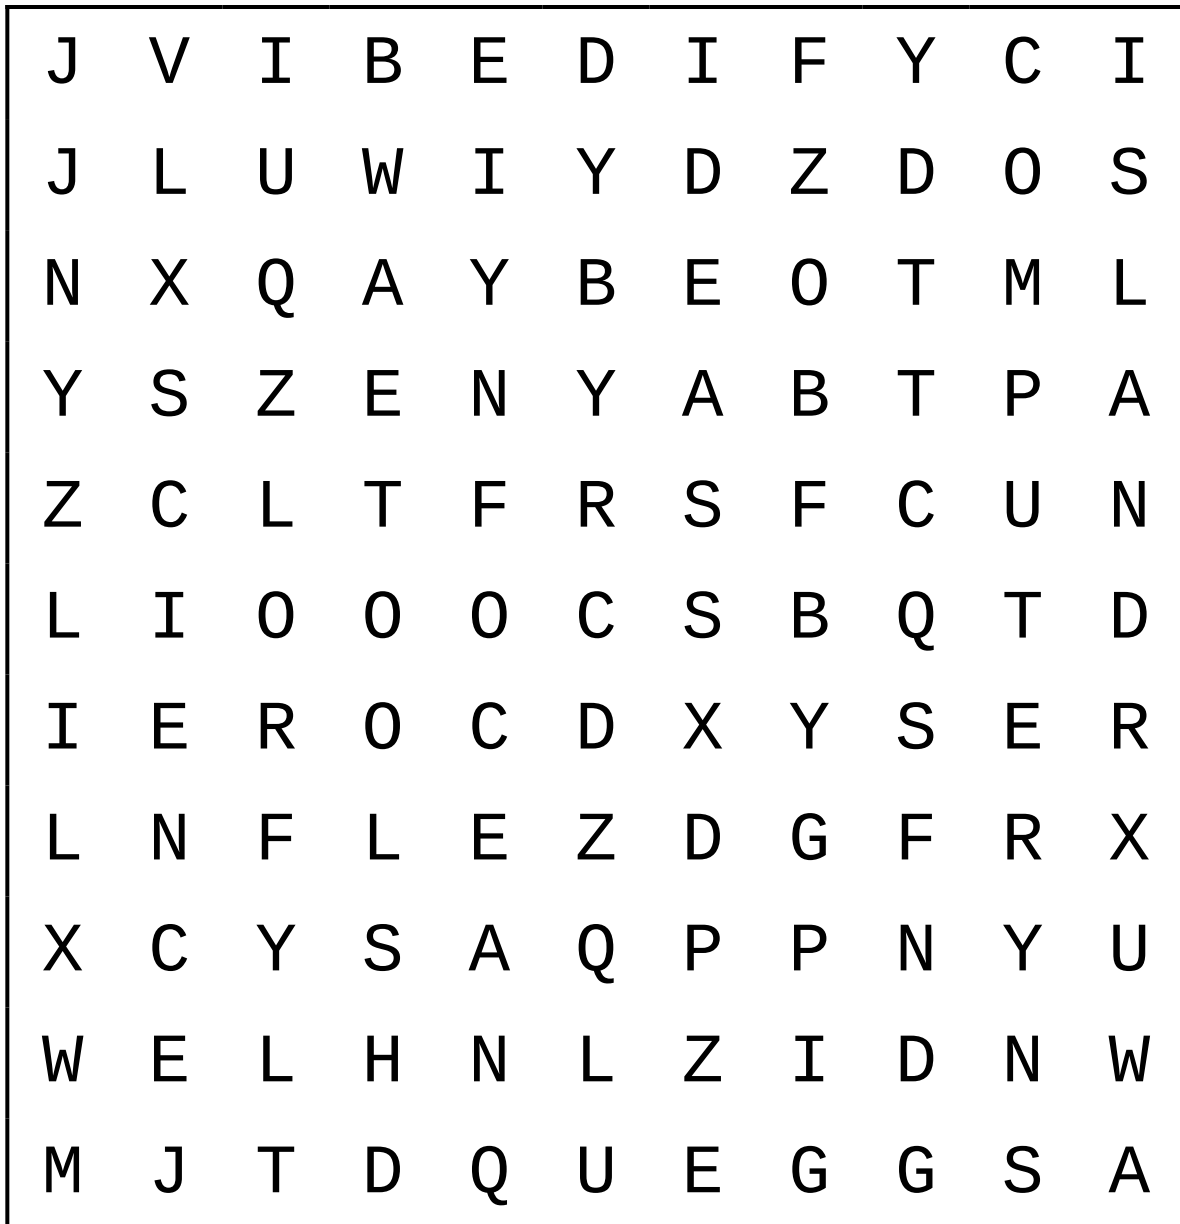 J V I B E D I F Y C I
J L U W I Y D Z D O S
N X Q A Y B E O T M L
Y S Z E N Y A B T P A
Z C L T F R S F C U N
L I O O O C S B Q T D
I E R O C D X Y S E R
L N F L E Z D G F R X
X C Y S A Q P P N Y U
W E L H N L Z I D N W
M J T D Q U E G G S A